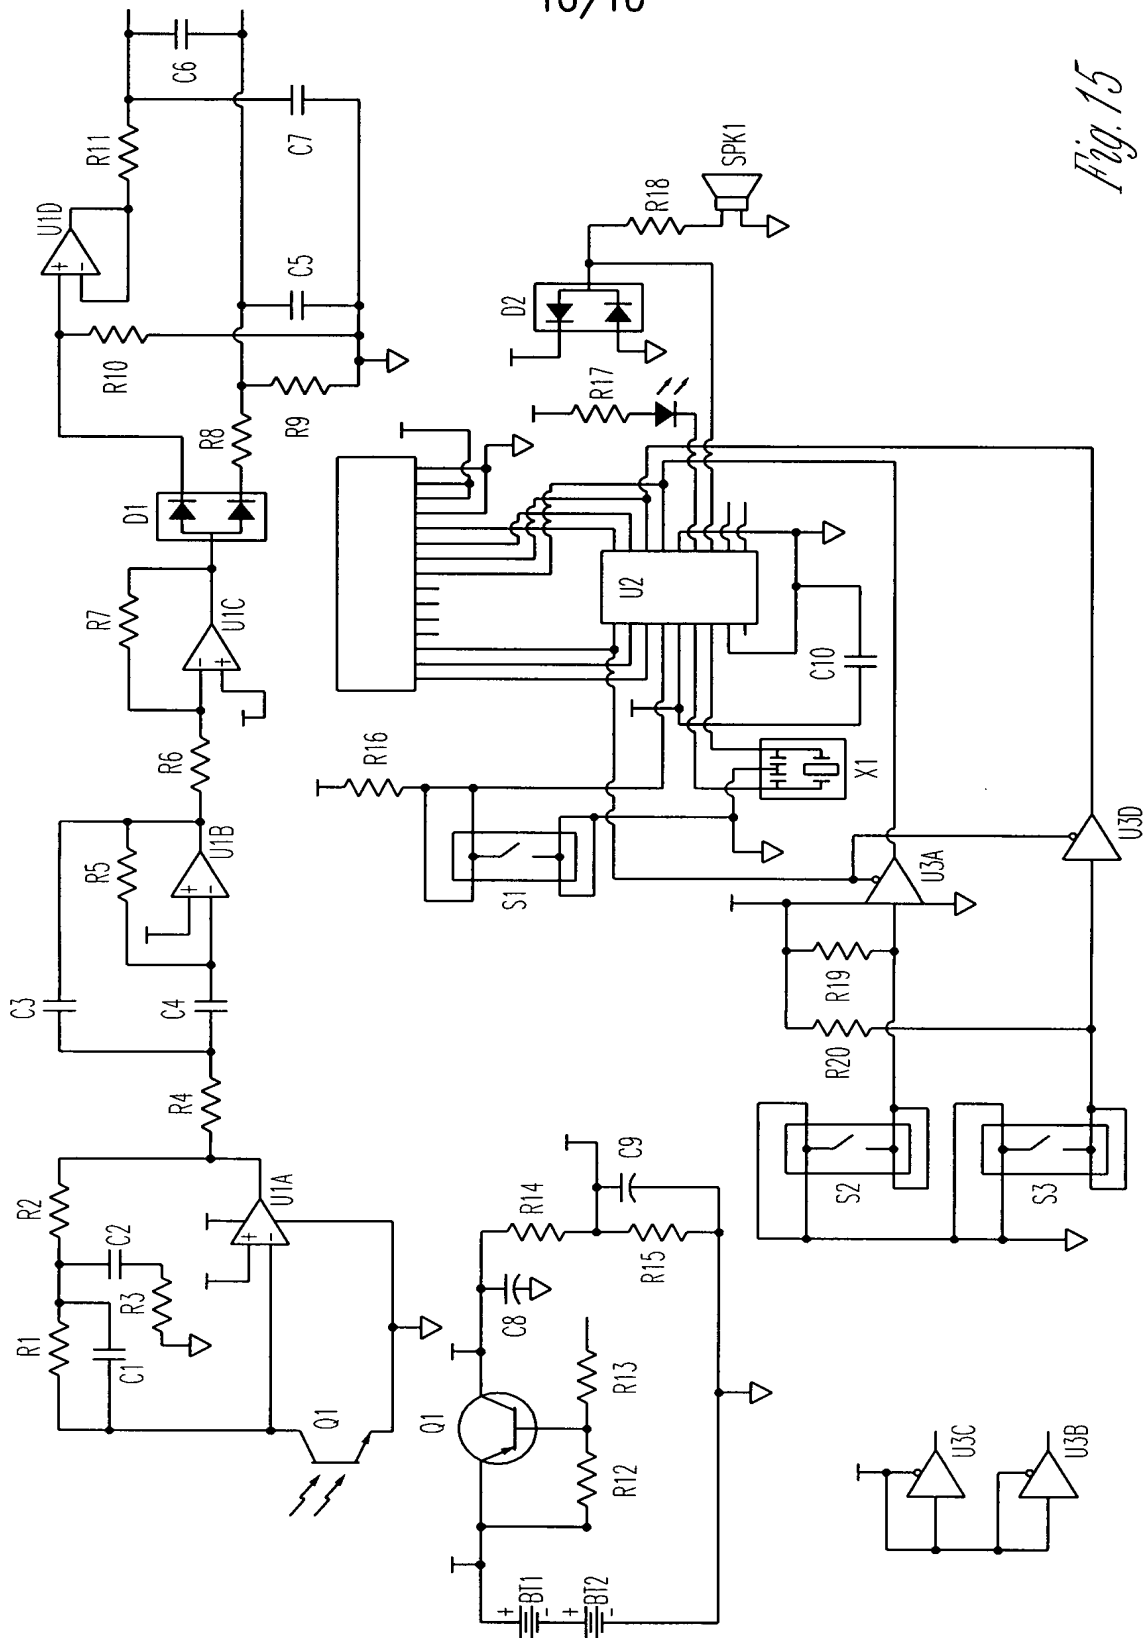 10/10
C6
R11
C7
U1D
C5
R10
R9
R8
D1
R7
U1C
R6
R5
U1B
C3
C4
R4
R2
C2
R3
R1
C1
U1A
Q1
SPK1
R18
D2
R17
U2
C10
R16
X1
S1
U3A
U3D
R19
R20
S2
S3
C9
R14
R15
C8
Q1
R13
R12
BT1
BT2
U3C
U3B
Fig. 15